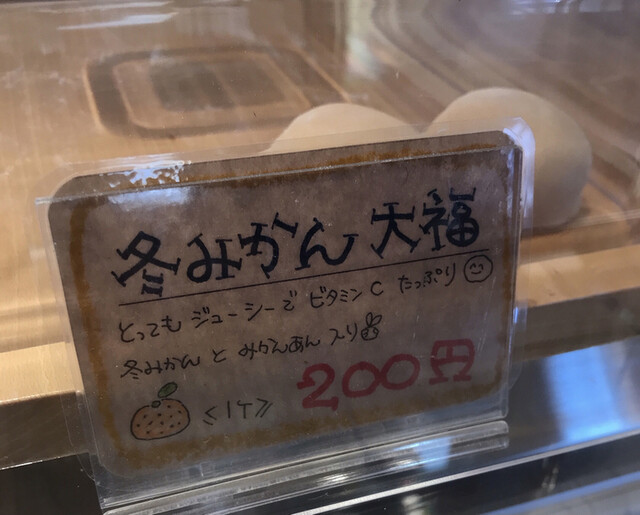 冬みかん大福
とってもジューシーでビタミンCたっぷり
冬みかんとみかんあん入り
≪1ケ≫ 200円